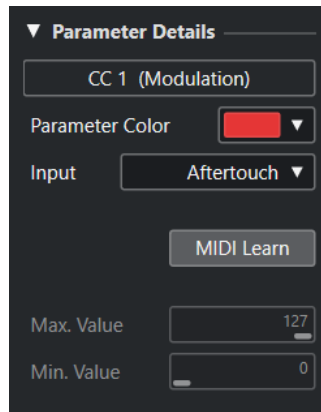 Parameter Details
CC 1 (Modulation)
Parameter Color
Input Aftertouch
MIDI Learn
Max. Value 127
Min. Value 0